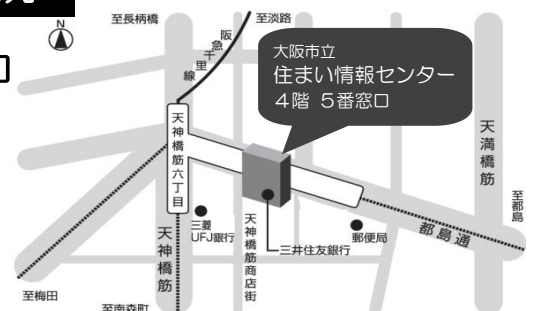 至長柄橋
至淡路
N
阪急千里線
大阪市立
住まい情報センター
4階 5番窓口
天神橋筋六丁目
天満橋筋
至都島
三菱
UFJ銀行
天神橋筋
天神橋筋商店街
三井住友銀行
郵便局
都島通
至梅田
至南森町